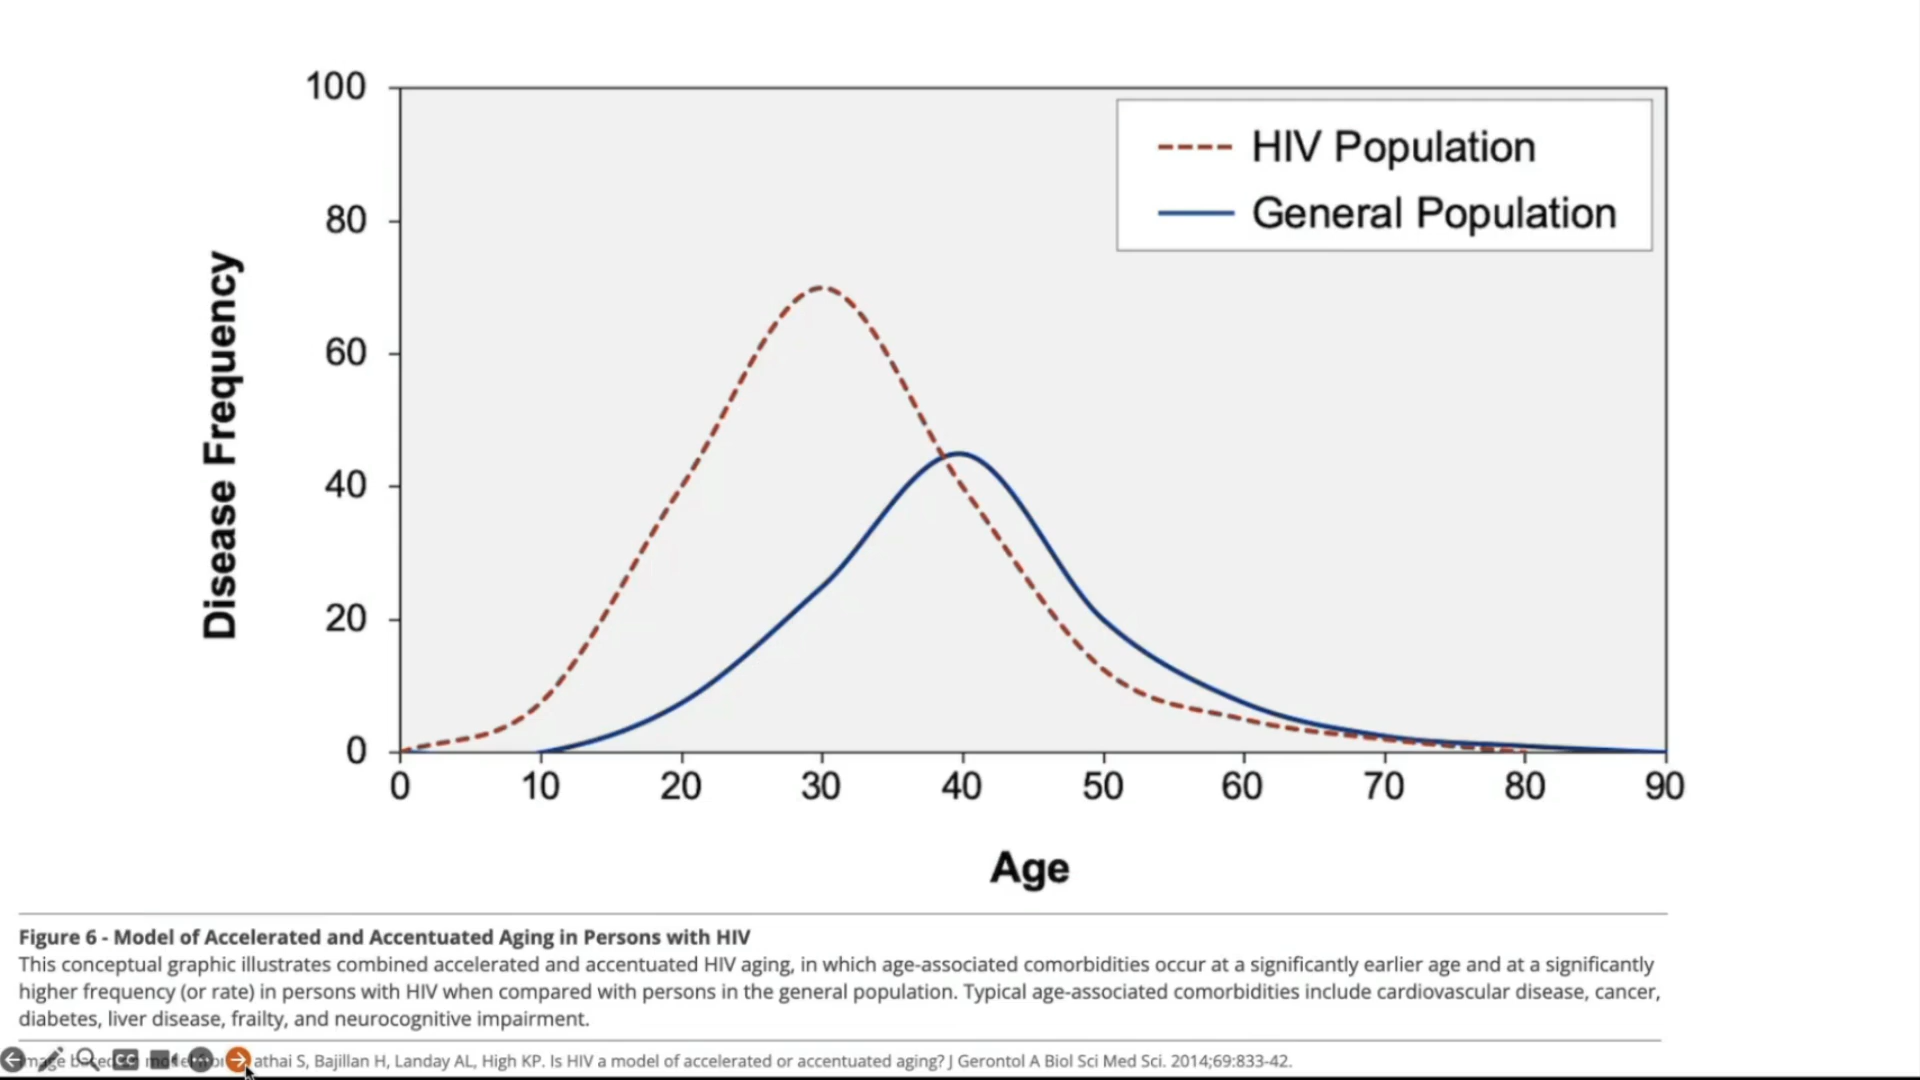 100
80
60
40
20
0
Disease Frequency
HIV Population
General Population
0 10 20 30 40 50 60 70 80 90
Age
Figure 6 - Model of Accelerated and Accentuated Aging in Persons with HIV
This conceptual graphic illustrates combined accelerated and accentuated HIV aging, in which age-associated comorbidities occur at a significantly earlier age and at a significantly
higher frequency (or rate) in persons with HIV when compared with persons in the general population. Typical age-associated comorbidities include cardiovascular disease, cancer,
diabetes, liver disease, frailty, and neurocognitive impairment.
CC athai S, Bajillan H, Landay AL, High KP. Is HIV a model of accelerated or accentuated aging? J Gerontol A Biol Sci Med Sci. 2014;69:833-42.